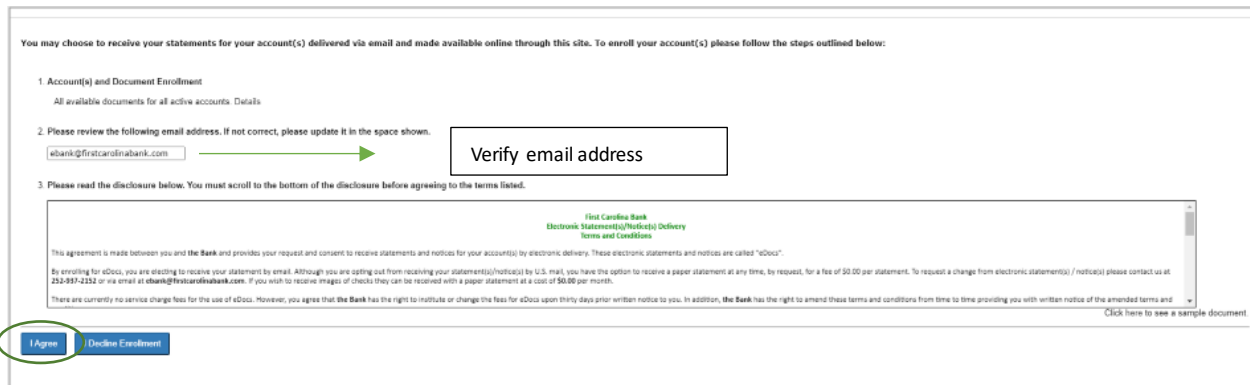 You may choose to receive your statements for your account(s) delivered via email and made available online through this site. To enroll your account(s) please follow the steps outlined below:
1. Account(s) and Document Enrollment
All available documents for all active accounts. Details
2. Please review the following email address. If not correct, please update it in the space shown.
ebank@firstcarolinabank.com
Verify email address
3. Please read the disclosure below. You must scroll to the bottom of the disclosure before agreeing to the terms listed.
First Carolina Bank
Electronic Statement(s)/Notice(s) Delivery
Terms and Conditions
This agreement is made between you and the Bank and provides your request and consent to receive statements and notices for your account(s) by electronic delivery. These electronic statements and notices are called "eDocs".
By enrolling for eDocs, you are electing to receive your statement by email. Although you are opting out from receiving your statement(s)/notice(s) by U.S. mail, you have the option to receive a paper statement at any time, by request, for a fee of $0.00 per statement. To request a change from electronic statement(s) / notice(s) please contact us at
252-937-2152 or via email at ebank@firstcarolinabank.com. If you wish to receive images of checks they can be received with a paper statement at a cost of $0.00 per month.
There are currently no service charge fees for the use of eDocs. However, you agree that the Bank has the right to institute or change the fees for eDocs upon thirty days prior written notice to you. In addition, the Bank has the right to amend these terms and conditions from time to time providing you with written notice of the amended terms and
Click here to see a sample document.
I Agree
Decline Enrollment